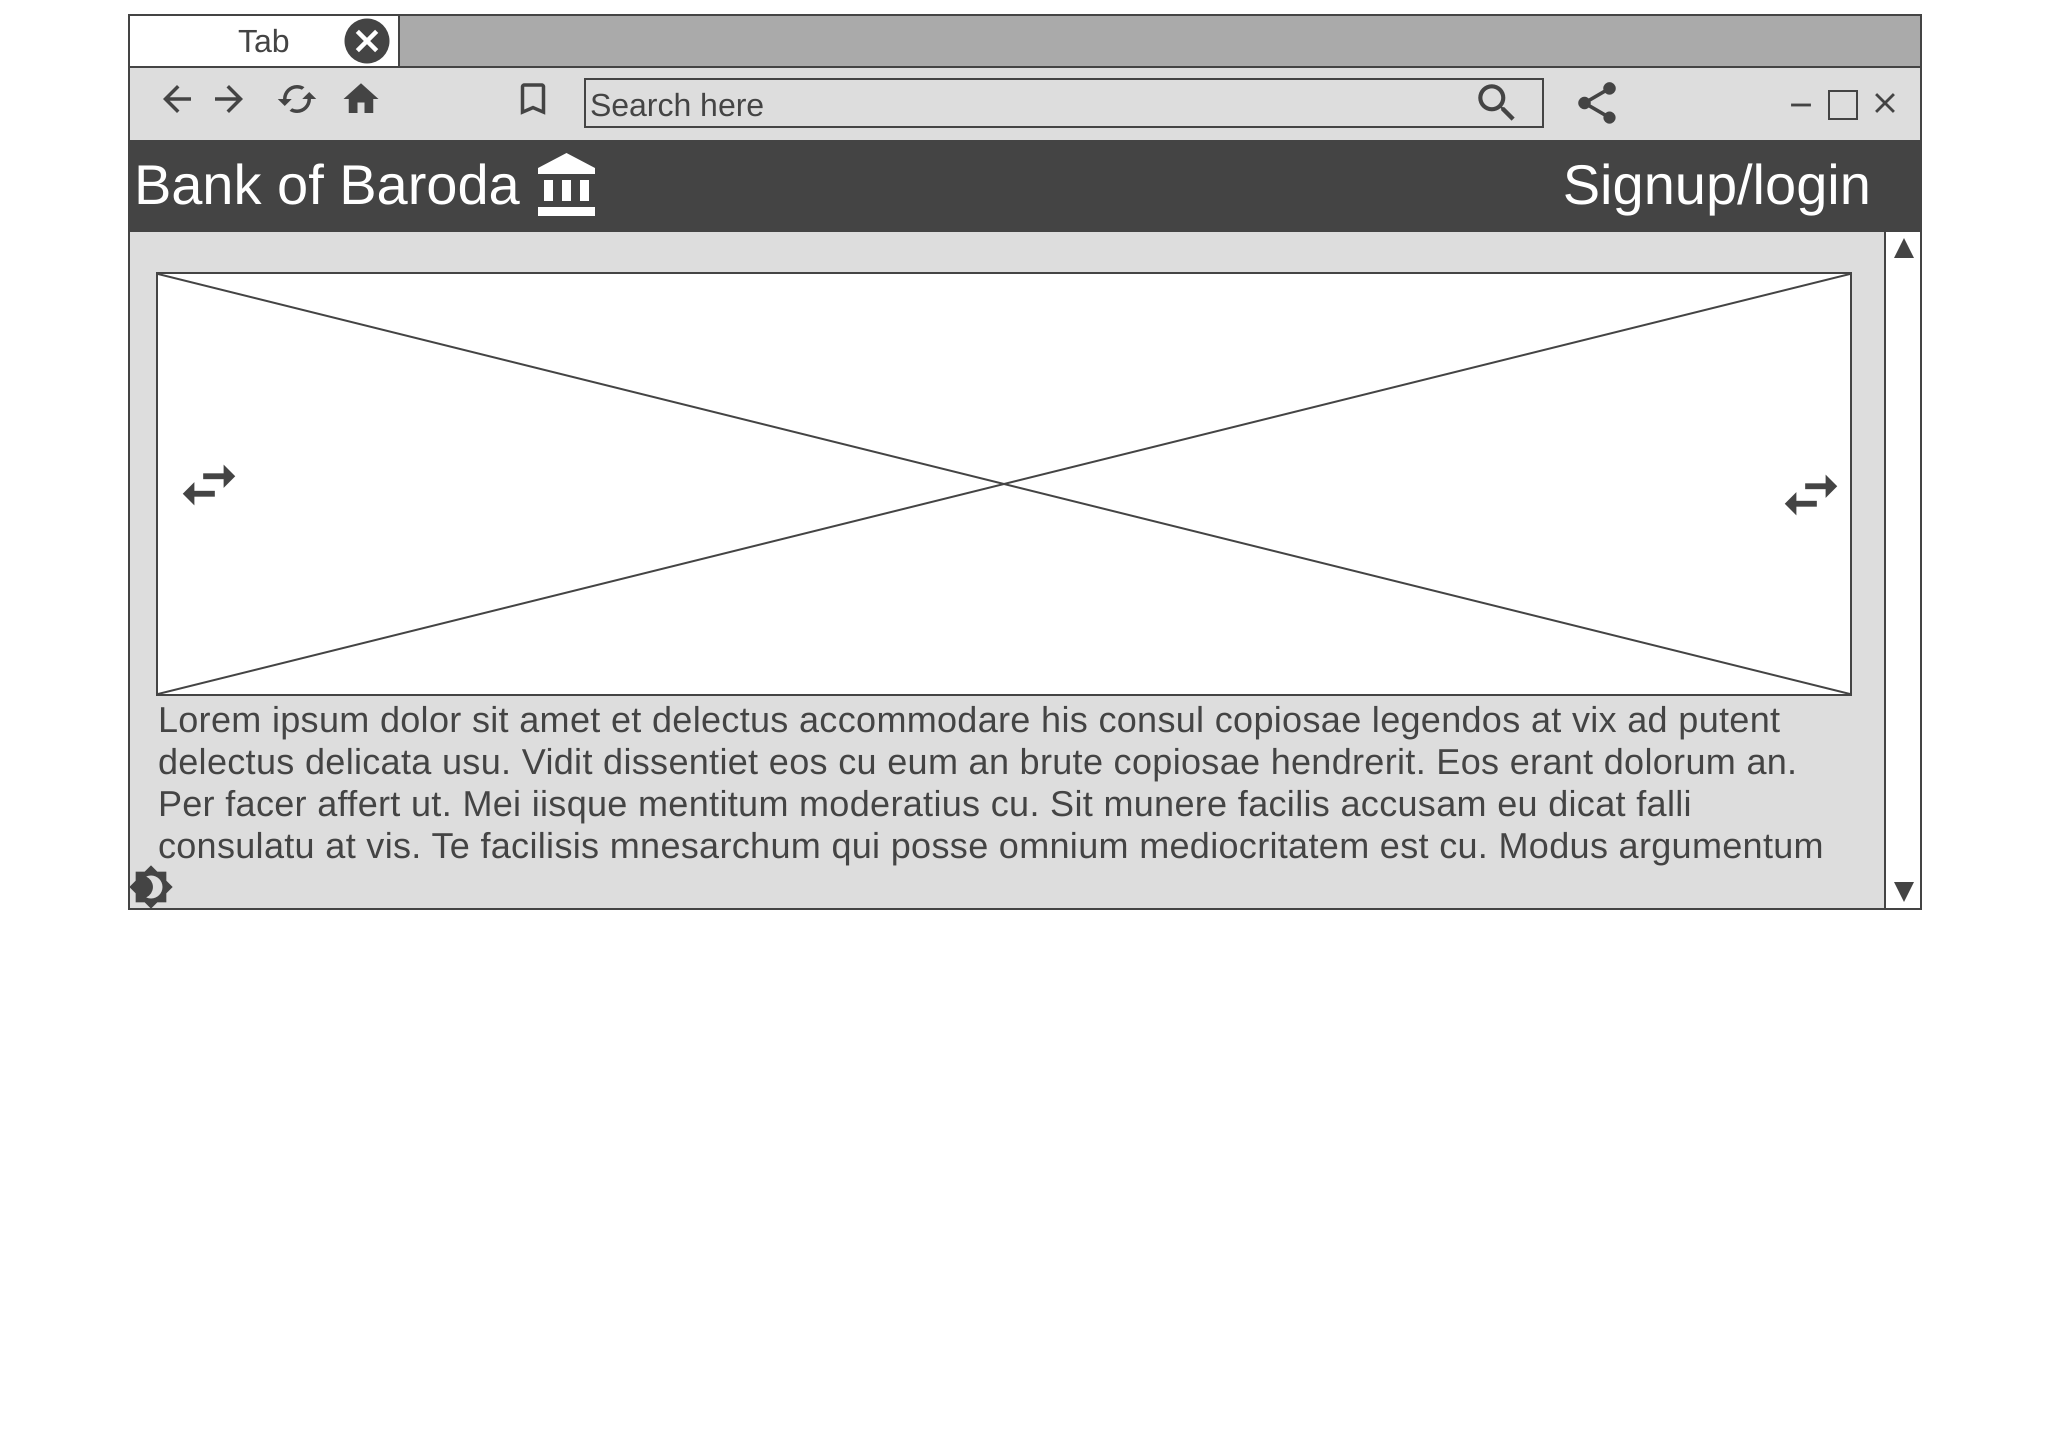 Tab
Search here
Bank of Baroda
Signup/login
Lorem ipsum dolor sit amet et delectus accommodare his consul copiosae legendos at vix ad putent
delectus delicata usu. Vidit dissentiet eos cu eum an brute copiosae hendrerit. Eos erant dolorum an.
Per facer affert ut. Mei iisque mentitum moderatius cu. Sit munere facilis accusam eu dicat falli
consulatu at vis. Te facilisis mnesarchum qui posse omnium mediocritatem est cu. Modus argumentum